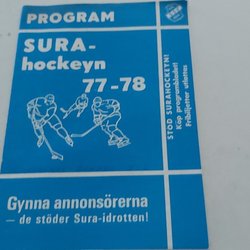 PROGRAM
SURA-
hockeyn
77-78
STÖD SURAHOCKEYN!
Köp programbladet!
Fribiljetter utlottas
Gynna annonsörerna
— de stöder Sura-idrotten!